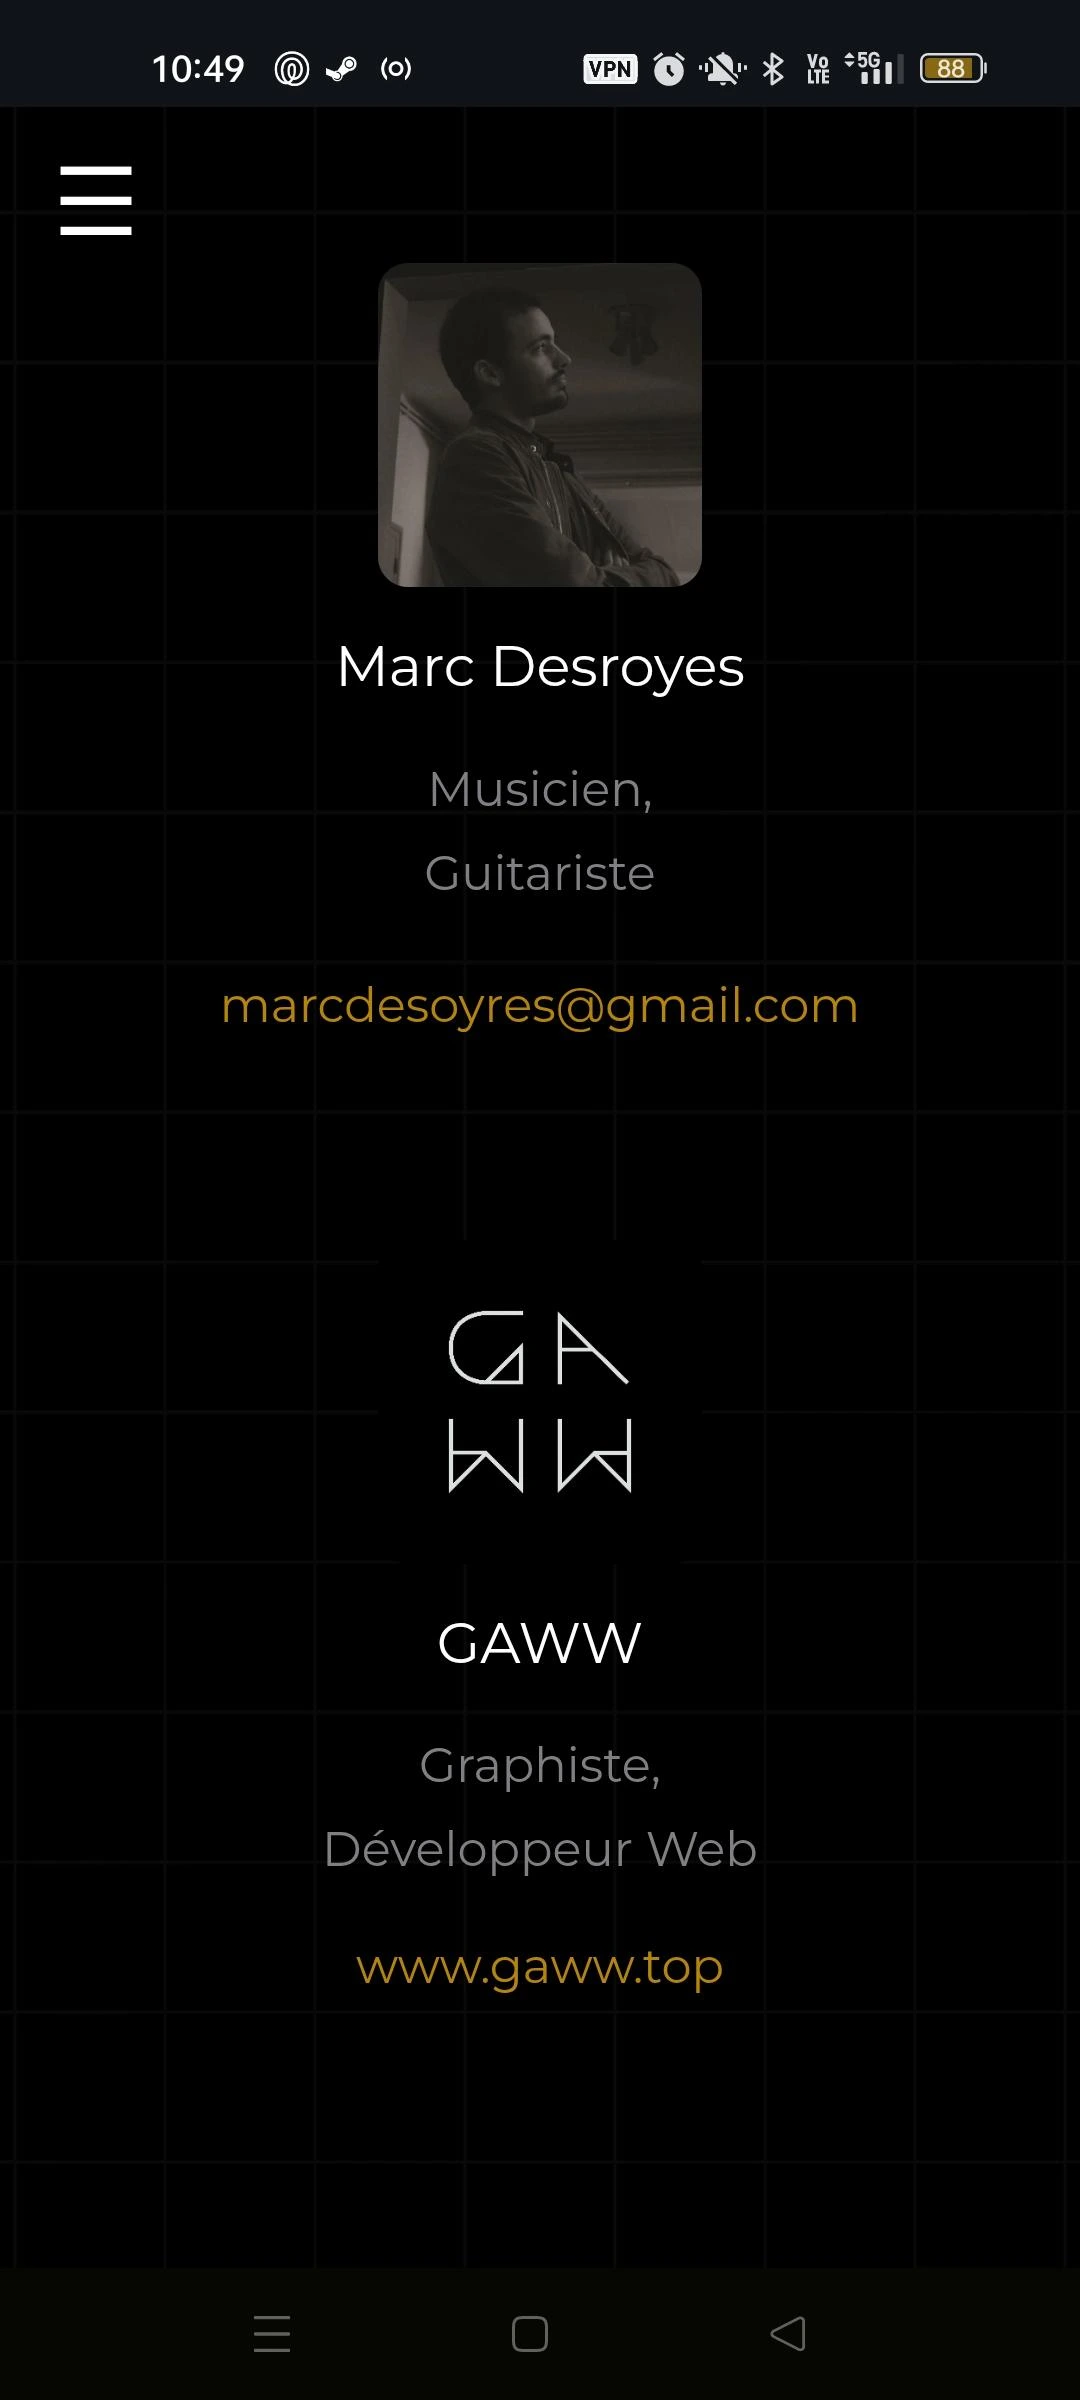 10:49 VPN Vo LTE 5G 88
Marc Desroyes
Musicien,
Guitariste
marcdesoyres@gmail.com
GA
WW
GAWW
Graphiste,
Développeur Web
www.gaww.top